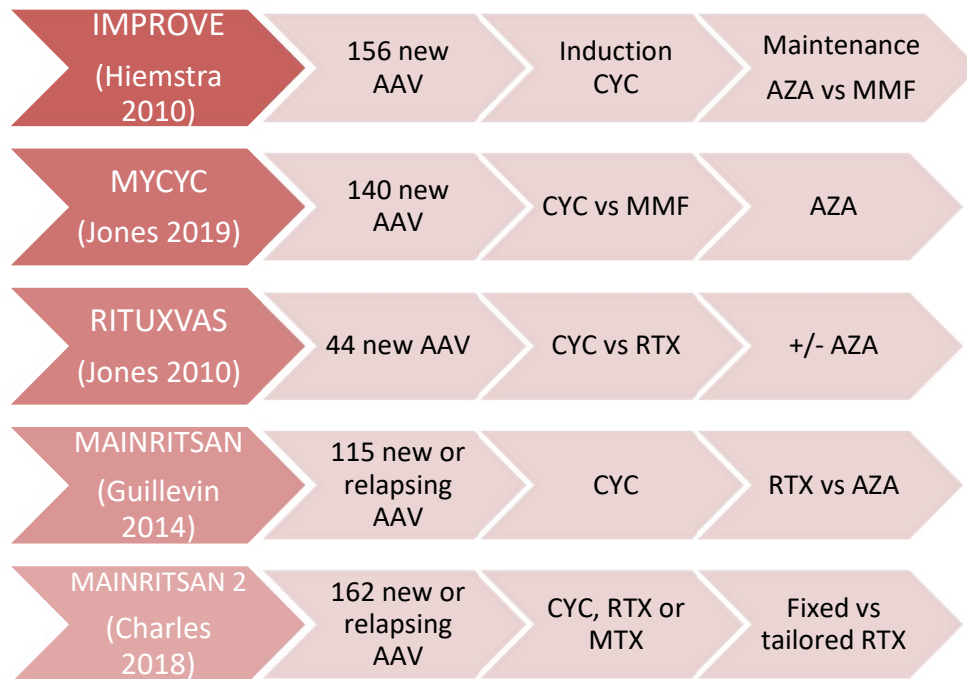 IMPROVE
(Hiemstra
2010)
156 new
AAV
Induction
CYC
Maintenance
AZA vs MMF
MYCYC
(Jones 2019)
140 new
AAV
CYC vs MMF
AZA
RITUXVAS
(Jones 2010)
44 new AAV
CYC vs RTX
+/- AZA
MAINRITSAN
(Guillevin
2014)
115 new or
relapsing
AAV
CYC
RTX vs AZA
MAINRITSAN 2
(Charles
2018)
162 new or
relapsing
AAV
CYC, RTX or
MTX
Fixed vs
tailored RTX